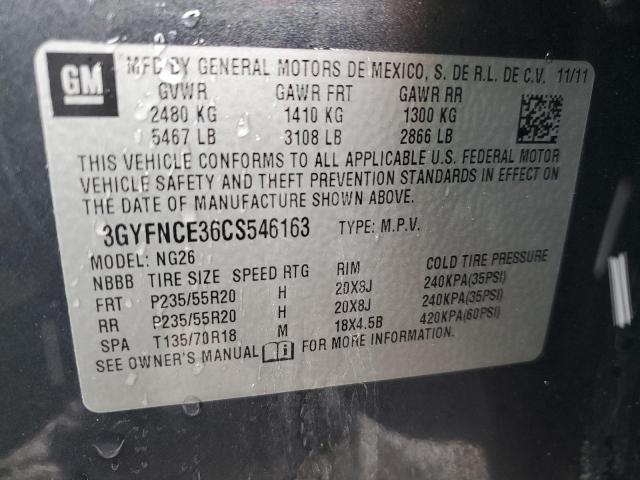 GM
MFD BY GENERAL MOTORS DE MEXICO, S. DE R.L. DE C.V. 11/11
GVWR GAWR FRT GAWR RR
2480 KG 1410 KG 1300 KG
5467 LB 3108 LB 2866 LB
THIS VEHICLE CONFORMS TO ALL APPLICABLE U.S. FEDERAL MOTOR
VEHICLE SAFETY AND THEFT PREVENTION STANDARDS IN EFFECT ON
THE DATE OF MANUFACTURE SHOWN ABOVE.
3GYFNCE36CS546163 TYPE: M.P.V.
MODEL: NG26
NBBB TIRE SIZE SPEED RTG RIM COLD TIRE PRESSURE
FRT P235/55R20 H 20X8J 240KPA(35PSI)
RR P235/55R20 H 20X8J 240KPA(35PSI)
SPA T135/70R18 M 18X4.5B 420KPA(60PSI)
SEE OWNER'S MANUAL i FOR MORE INFORMATION.